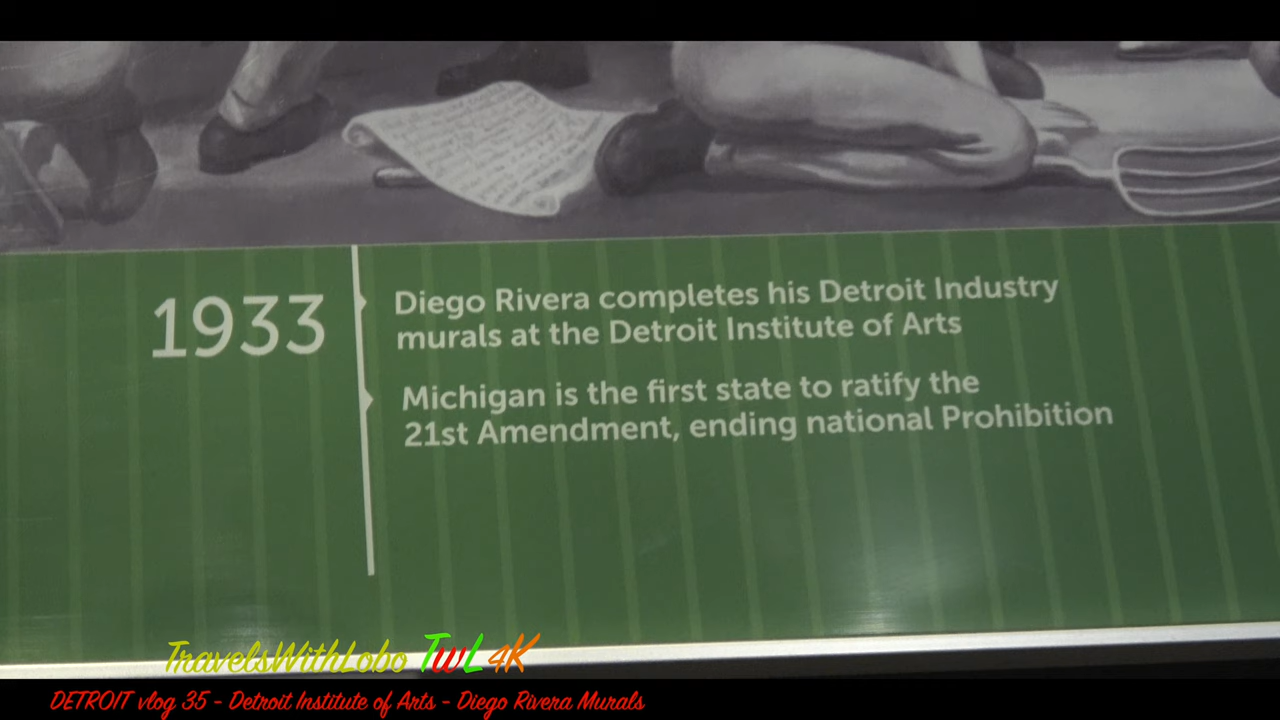 1933
Diego Rivera completes his Detroit Industry
murals at the Detroit Institute of Arts
Michigan is the first state to ratify the
21st Amendment, ending national Prohibition
TravelsWithLobo TwL 4K
DETROIT vlog 35 - Detroit Institute of Arts - Diego Rivera Murals